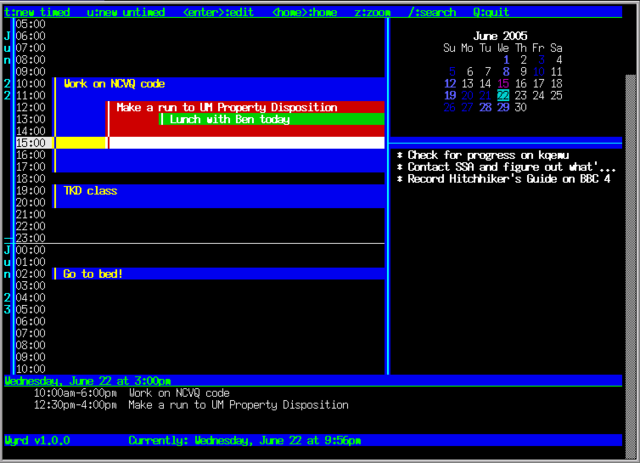 t:new timed   u:new untimed   <enter>:edit   <home>:home   z:zoom   /:search   Q:quit
05:00
06:00
07:00
08:00
09:00
10:00 Work on NCVQ code
11:00
12:00 Make a run to UM Property Disposition
13:00 Lunch with Ben today
14:00
15:00
16:00
17:00
18:00
19:00 TKD class
20:00
21:00
22:00
23:00
00:00
01:00
02:00 Go to bed!
03:00
04:00
05:00
06:00
07:00
08:00
09:00
10:00
Jun 22
Jun 23
June 2005
Su Mo Tu We Th Fr Sa
1 2 3 4
5 6 7 8 9 10 11
12 13 14 15 16 17 18
19 20 21 22 23 24 25
26 27 28 29 30
* Check for progress on kqemu
* Contact SSA and figure out what'...
* Record Hitchhiker's Guide on BBC 4
Wednesday, June 22 at 3:00pm
10:00am-6:00pm  Work on NCVQ code
12:30pm-4:00pm  Make a run to UM Property Disposition
Wyrd v1.0.0   Currently: Wednesday, June 22 at 9:56pm